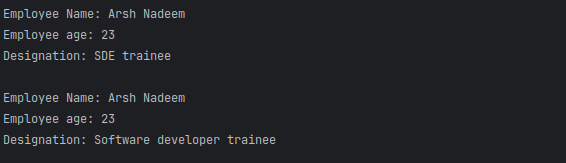 Employee Name: Arsh Nadeem
Employee age: 23
Designation: SDE trainee
Employee Name: Arsh Nadeem
Employee age: 23
Designation: Software developer trainee